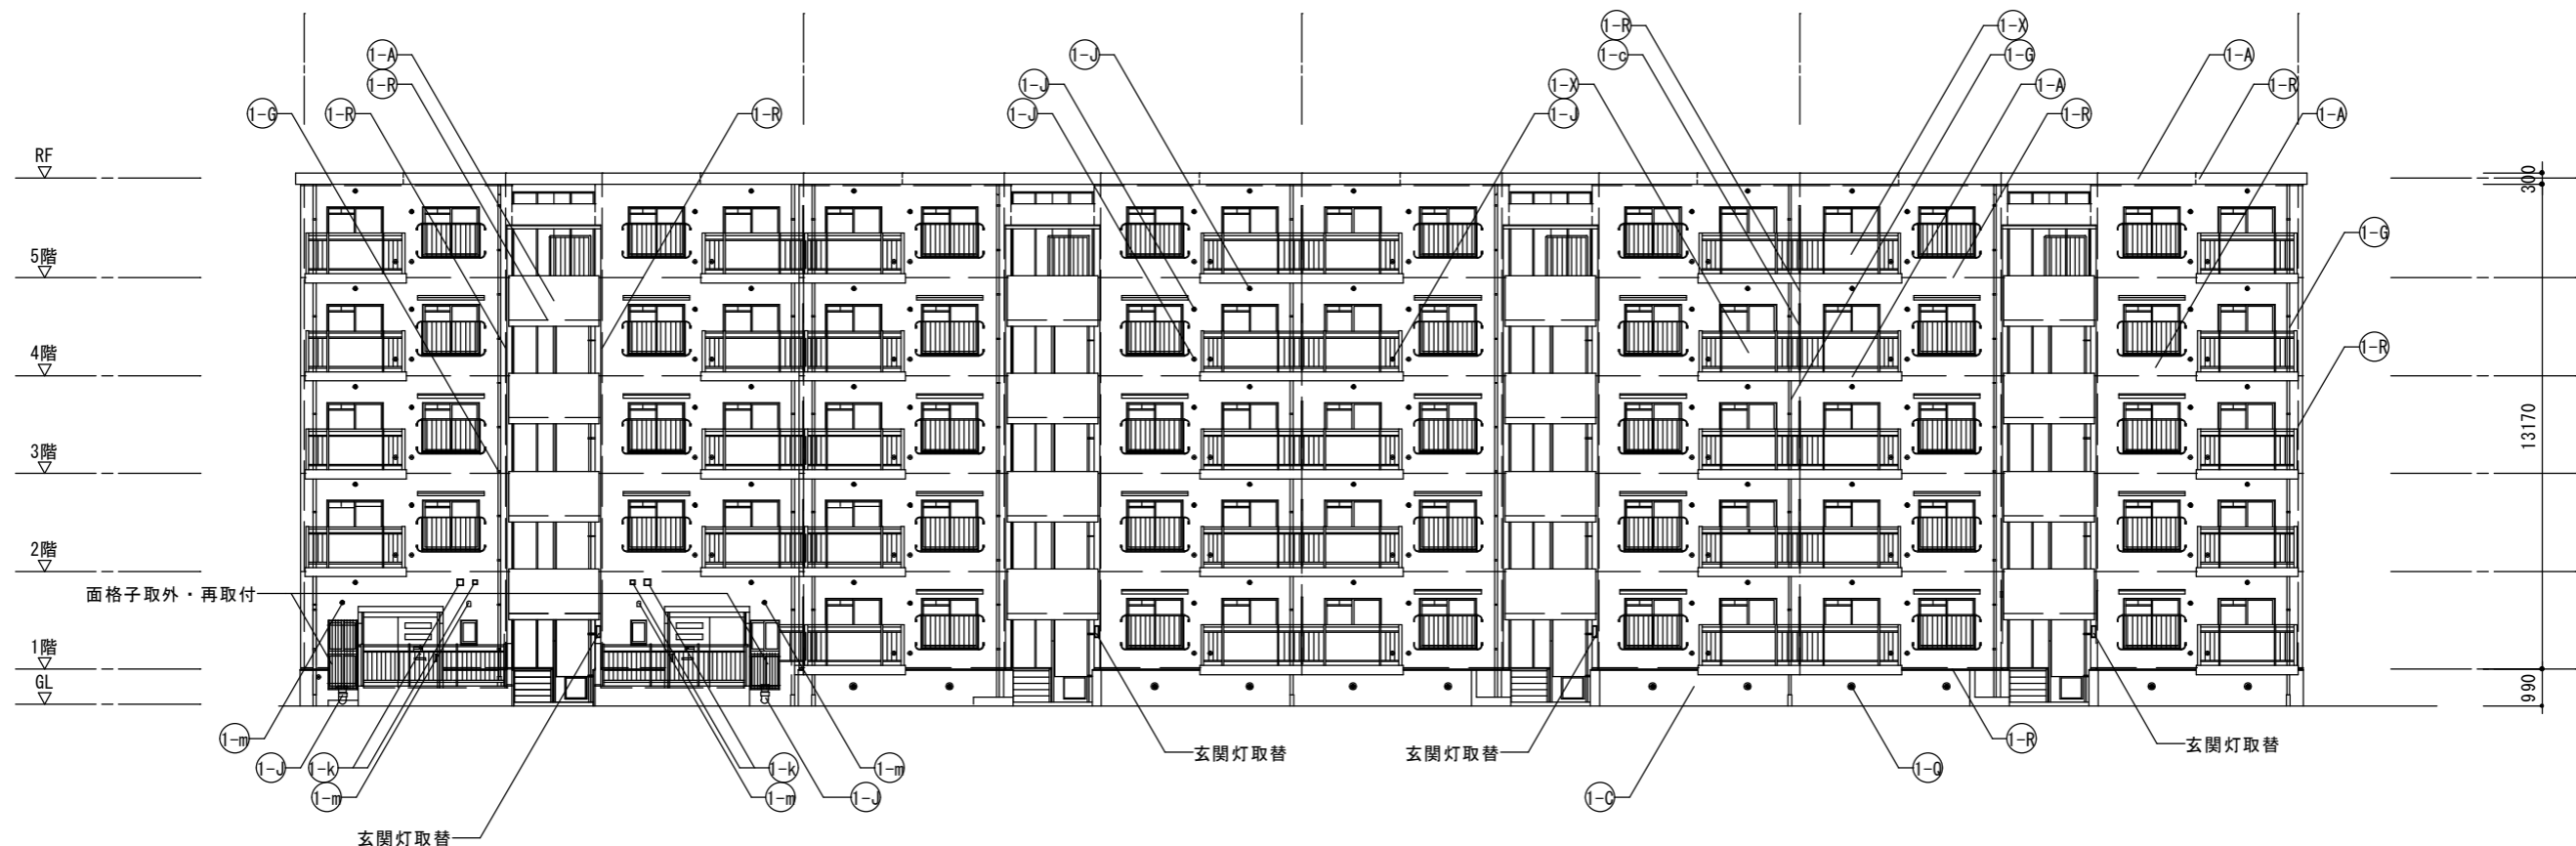 1-R
1-X
1-A
1-J
1-c
1-G
1-A
1-R
1-J
1-X
1-A
1-R
1-G
1-R
1-R
1-J
1-J
1-R
1-A
RF
300
1-G
5階
4階
1-R
3階
13170
2階
面格子取外・再取付
1階
GL
990
1-m
1-J
1-k
1-m
1-k
1-m
1-m
1-J
玄関灯取替
玄関灯取替
玄関灯取替
1-R
玄関灯取替
1-Q
1-C